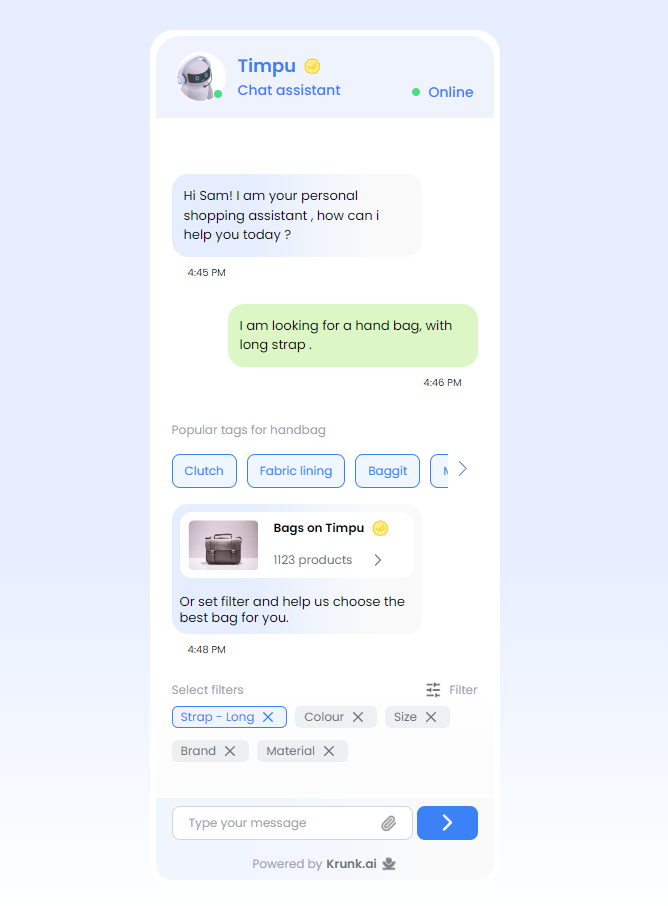 Timpu
Chat assistant
Online
Hi Sam! I am your personal
shopping assistant , how can i
help you today ?
4:45 PM
I am looking for a hand bag, with
long strap .
4:46 PM
Popular tags for handbag
Clutch Fabric lining Baggit
Bags on Timpu
1123 products
Or set filter and help us choose the
best bag for you.
4:48 PM
Select filters Filter
Strap - Long Colour Size
Brand Material
Type your message
Powered by Krunk.ai